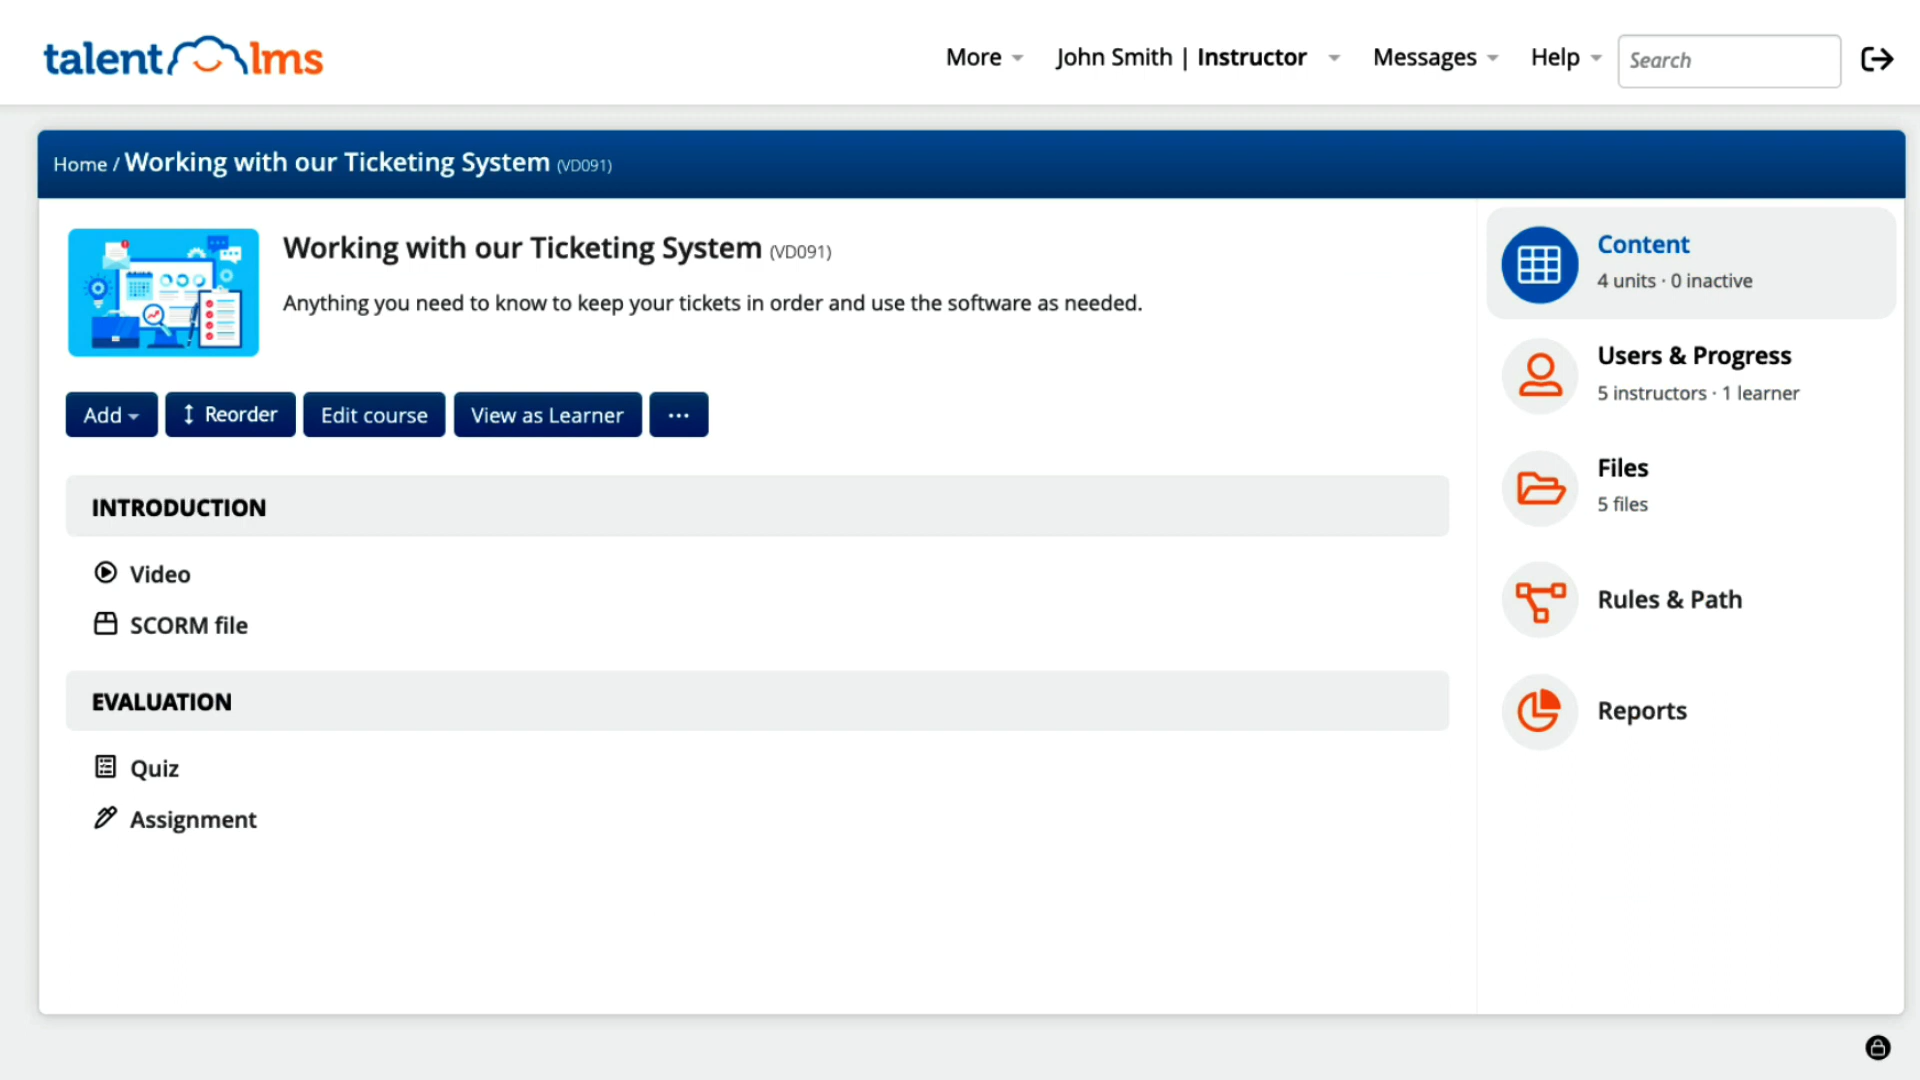 talentlms
More
John Smith | Instructor
Messages
Help
Search
Home / Working with our Ticketing System (VD091)
Working with our Ticketing System (VD091)
Anything you need to know to keep your tickets in order and use the software as needed.
Add
Reorder
Edit course
View as Learner
...
INTRODUCTION
Video
SCORM file
EVALUATION
Quiz
Assignment
Content
4 units · 0 inactive
Users & Progress
5 instructors · 1 learner
Files
5 files
Rules & Path
Reports